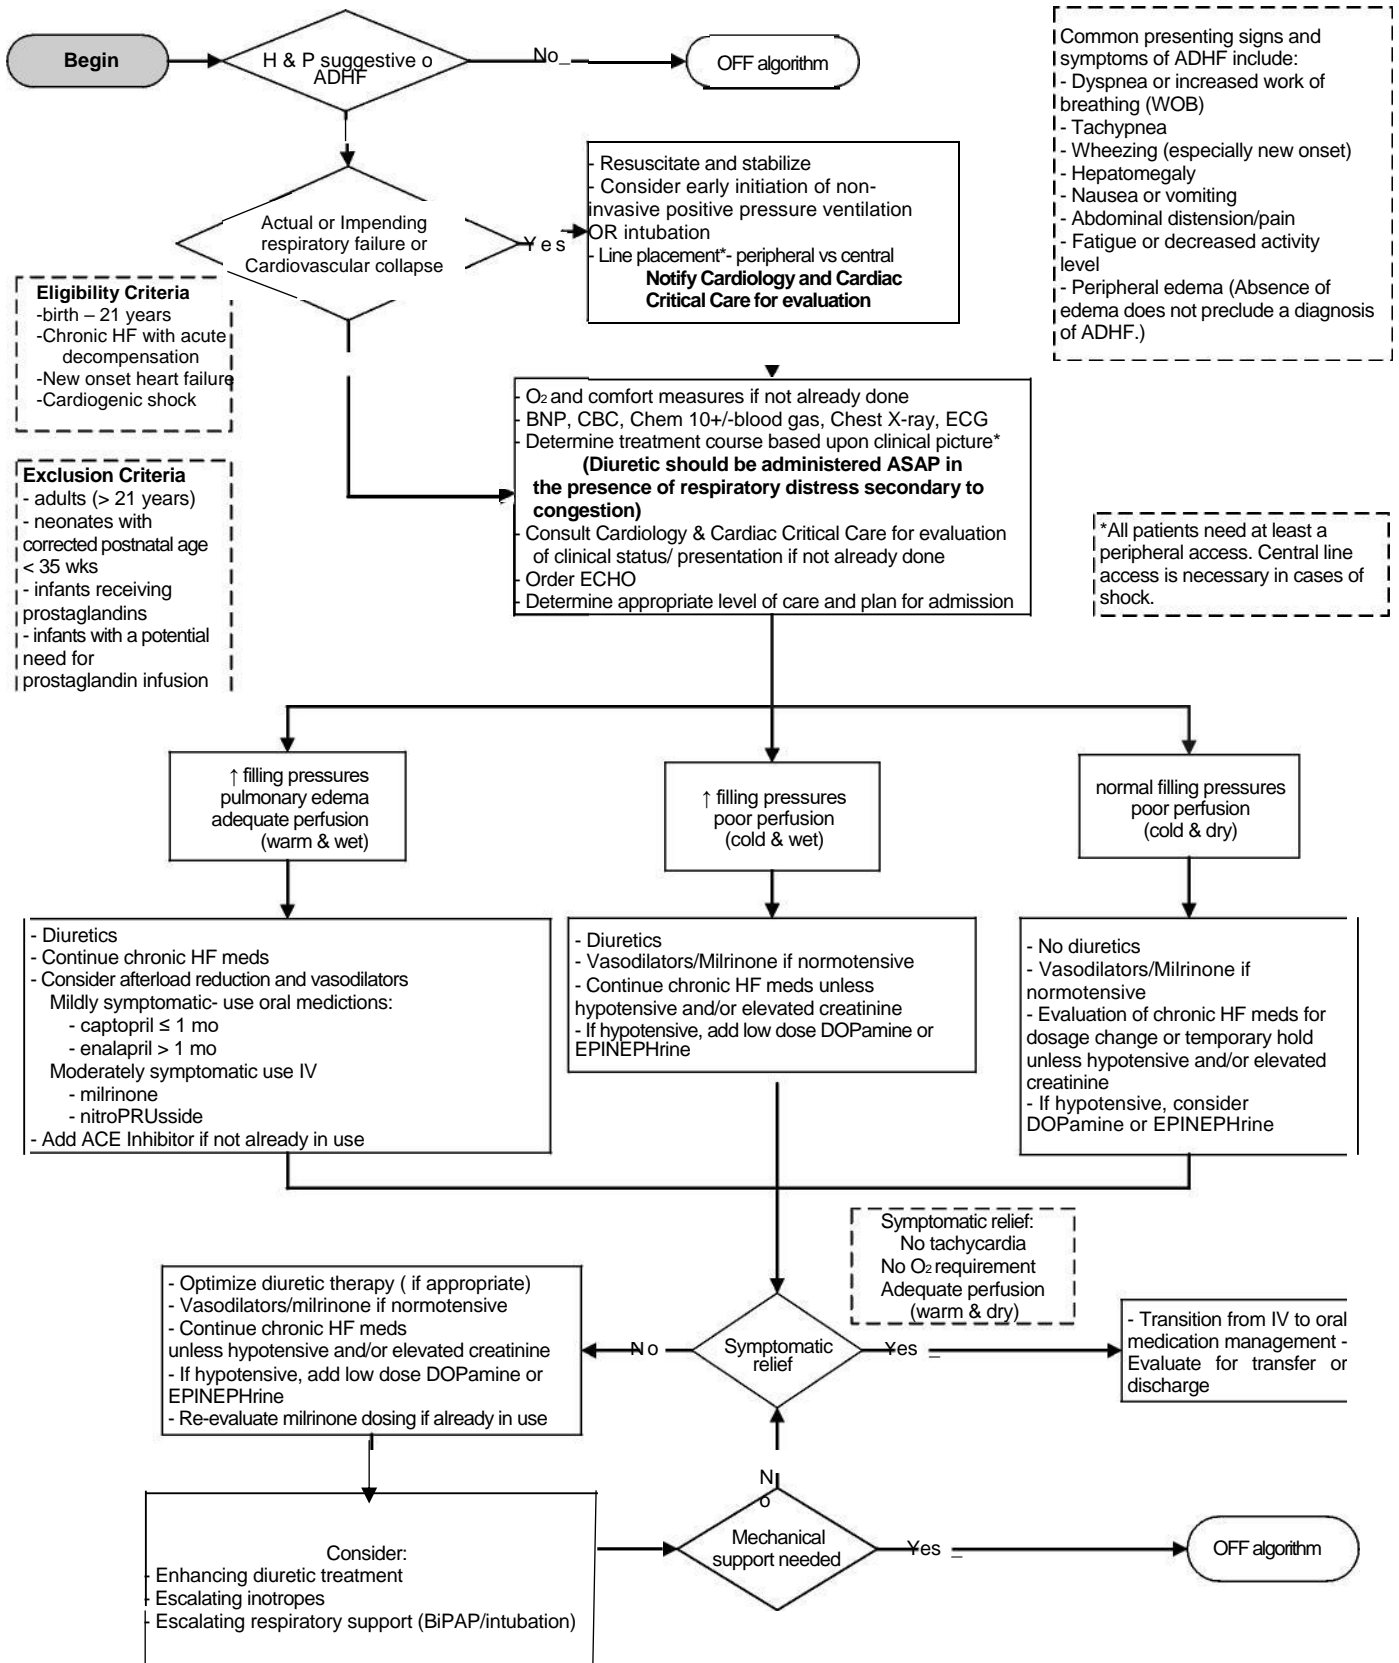 Begin
H & P suggestive o
ADHF
No_
OFF algorithm
Common presenting signs and
symptoms of ADHF include:
- Dyspnea or increased work of
breathing (WOB)
- Tachypnea
- Wheezing (especially new onset)
- Hepatomegaly
- Nausea or vomiting
- Abdominal distension/pain
- Fatigue or decreased activity
level
- Peripheral edema (Absence of
edema does not preclude a diagnosis
of ADHF.)
Actual or Impending
respiratory failure or
Cardiovascular collapse
Yes
- Resuscitate and stabilize
- Consider early initiation of non-
invasive positive pressure ventilation
OR intubation
- Line placement*- peripheral vs central
Notify Cardiology and Cardiac
Critical Care for evaluation
Eligibility Criteria
-birth – 21 years
-Chronic HF with acute
decompensation
-New onset heart failure
-Cardiogenic shock
Exclusion Criteria
- adults (> 21 years)
- neonates with
corrected postnatal age
< 35 wks
- infants receiving
prostaglandins
- infants with a potential
need for
prostaglandin infusion
- O2 and comfort measures if not already done
- BNP, CBC, Chem 10+/-blood gas, Chest X-ray, ECG
- Determine treatment course based upon clinical picture*
(Diuretic should be administered ASAP in
the presence of respiratory distress secondary to
congestion)
- Consult Cardiology & Cardiac Critical Care for evaluation
of clinical status/ presentation if not already done
- Order ECHO
- Determine appropriate level of care and plan for admission
*All patients need at least a
peripheral access. Central line
access is necessary in cases of
shock.
↑ filling pressures
pulmonary edema
adequate perfusion
(warm & wet)
↑ filling pressures
poor perfusion
(cold & wet)
normal filling pressures
poor perfusion
(cold & dry)
- Diuretics
- Continue chronic HF meds
- Consider afterload reduction and vasodilators
Mildly symptomatic- use oral medictions:
- captopril ≤ 1 mo
- enalapril > 1 mo
Moderately symptomatic use IV
- milrinone
- nitroPRUsside
- Add ACE Inhibitor if not already in use
- Diuretics
- Vasodilators/Milrinone if normotensive
- Continue chronic HF meds unless
hypotensive and/or elevated creatinine
- If hypotensive, add low dose DOPamine or
EPINEPHrine
- No diuretics
- Vasodilators/Milrinone if
normotensive
- Evaluation of chronic HF meds for
dosage change or temporary hold
unless hypotensive and/or elevated
creatinine
- If hypotensive, consider
DOPamine or EPINEPHrine
Symptomatic relief:
No tachycardia
No O2 requirement
Adequate perfusion
(warm & dry)
- Optimize diuretic therapy ( if appropriate)
- Vasodilators/milrinone if normotensive
- Continue chronic HF meds
unless hypotensive and/or elevated creatinine
- If hypotensive, add low dose DOPamine or
EPINEPHrine
- Re-evaluate milrinone dosing if already in use
No
Symptomatic
relief
Yes _
- Transition from IV to oral
medication management -
Evaluate for transfer or
discharge
Consider:
- Enhancing diuretic treatment
- Escalating inotropes
- Escalating respiratory support (BiPAP/intubation)
N
o
Mechanical
support needed
Yes _
OFF algorithm